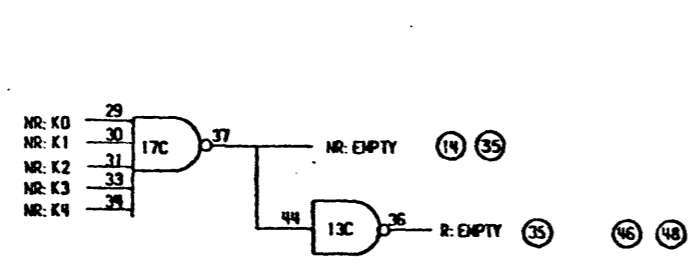 29
NR: K0
30
NR: K1
17C
37
NR: EMPTY 14 35
31
NR: K2
33
NR: K3
34
NR: K4
44
13C
36
R: EMPTY 35 46 48